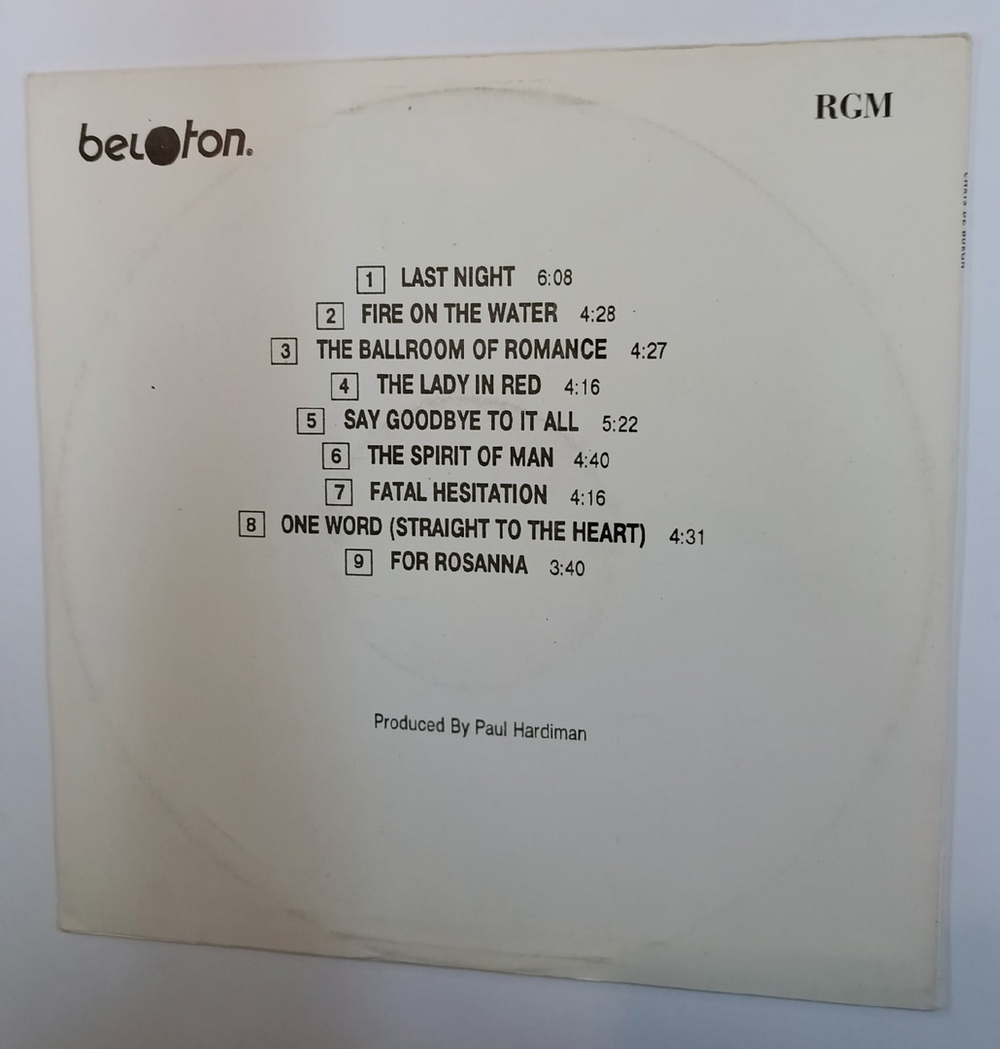 beloton.
RGM
CHRIS DE BURGH
1 LAST NIGHT 6:08
2 FIRE ON THE WATER 4:28
3 THE BALLROOM OF ROMANCE 4:27
4 THE LADY IN RED 4:16
5 SAY GOODBYE TO IT ALL 5:22
6 THE SPIRIT OF MAN 4:40
7 FATAL HESITATION 4:16
8 ONE WORD (STRAIGHT TO THE HEART) 4:31
9 FOR ROSANNA 3:40
Produced By Paul Hardiman